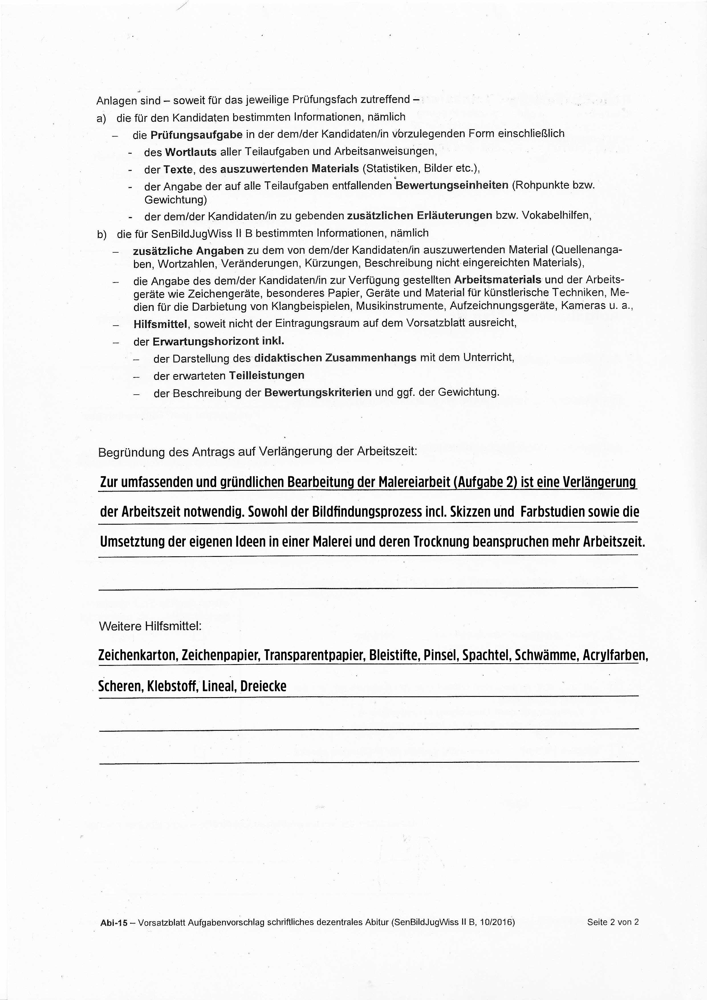 Anlagen sind – soweit für das jeweilige Prüfungsfach zutreffend –
a) die für den Kandidaten bestimmten Informationen, nämlich
– die Prüfungsaufgabe in der dem/der Kandidaten/in vorzulegenden Form einschließlich
- des Wortlauts aller Teilaufgaben und Arbeitsanweisungen,
- der Texte, des auszuwertenden Materials (Statistiken, Bilder etc.),
- der Angabe der auf alle Teilaufgaben entfallenden Bewertungseinheiten (Rohpunkte bzw.
Gewichtung)
- der dem/der Kandidaten/in zu gebenden zusätzlichen Erläuterungen bzw. Vokabelhilfen,
b) die für SenBildJugWiss II B bestimmten Informationen, nämlich
– zusätzliche Angaben zu dem von dem/der Kandidaten/in auszuwertenden Material (Quellenanga-
ben, Wortzahlen, Veränderungen, Kürzungen, Beschreibung nicht eingereichten Materials),
– die Angabe des dem/der Kandidaten/in zur Verfügung gestellten Arbeitsmaterials und der Arbeits-
geräte wie Zeichengeräte, besonderes Papier, Geräte und Material für künstlerische Techniken, Me-
dien für die Darbietung von Klangbeispielen, Musikinstrumente, Aufzeichnungsgeräte, Kameras u. a.,
– Hilfsmittel, soweit nicht der Eintragungsraum auf dem Vorsatzblatt ausreicht,
– der Erwartungshorizont inkl.
– der Darstellung des didaktischen Zusammenhangs mit dem Unterricht,
– der erwarteten Teilleistungen
– der Beschreibung der Bewertungskriterien und ggf. der Gewichtung.
Begründung des Antrags auf Verlängerung der Arbeitszeit:
Zur umfassenden und gründlichen Bearbeitung der Malereiarbeit (Aufgabe 2) ist eine Verlängerung
der Arbeitszeit notwendig. Sowohl der Bildfindungsprozess incl. Skizzen und Farbstudien sowie die
Umsetztung der eigenen Ideen in einer Malerei und deren Trocknung beanspruchen mehr Arbeitszeit.
Weitere Hilfsmittel:
Zeichenkarton, Zeichenpapier, Transparentpapier, Bleistifte, Pinsel, Spachtel, Schwämme, Acrylfarben,
Scheren, Klebstoff, Lineal, Dreiecke
Abi-15 – Vorsatzblatt Aufgabenvorschlag schriftliches dezentrales Abitur (SenBildJugWiss II B, 10/2016) Seite 2 von 2